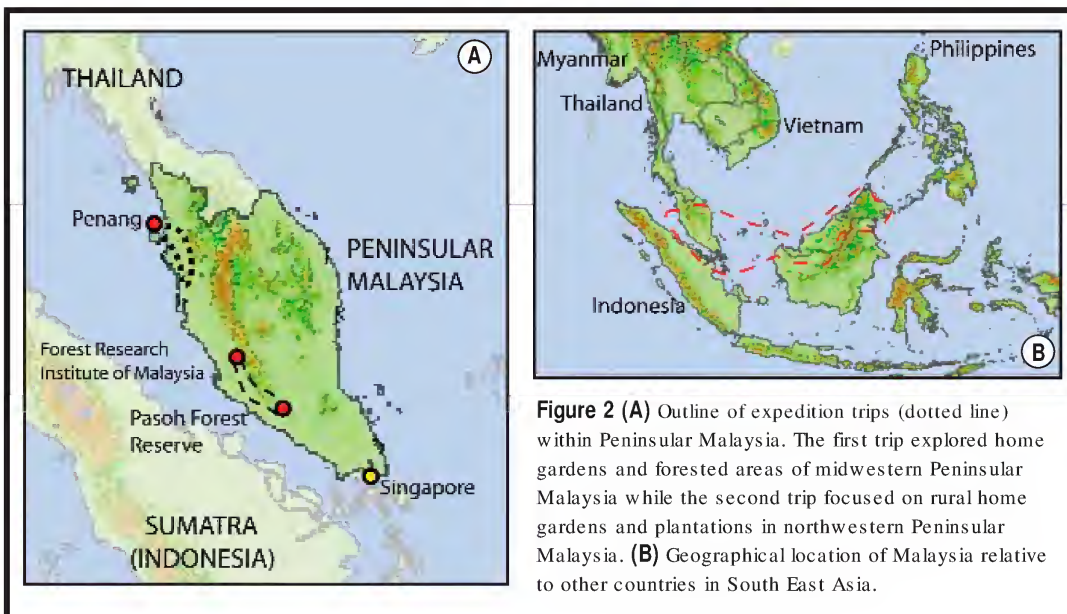 A
THAILAND
Penang
PENINSULAR
MALAYSIA
Forest Research
Institute of Malaysia
Pasoh Forest
Reserve
Singapore
SUMATRA
(INDONESIA)
Philippines
Myanmar
Thailand
Vietnam
Indonesia
B
Figure 2 (A) Outline of expedition trips (dotted line)
within Peninsular Malaysia. The first trip explored home
gardens and forested areas of midwestern Peninsular
Malaysia while the second trip focused on rural home
gardens and plantations in northwestern Peninsular
Malaysia. (B) Geographical location of Malaysia relative
to other countries in South East Asia.